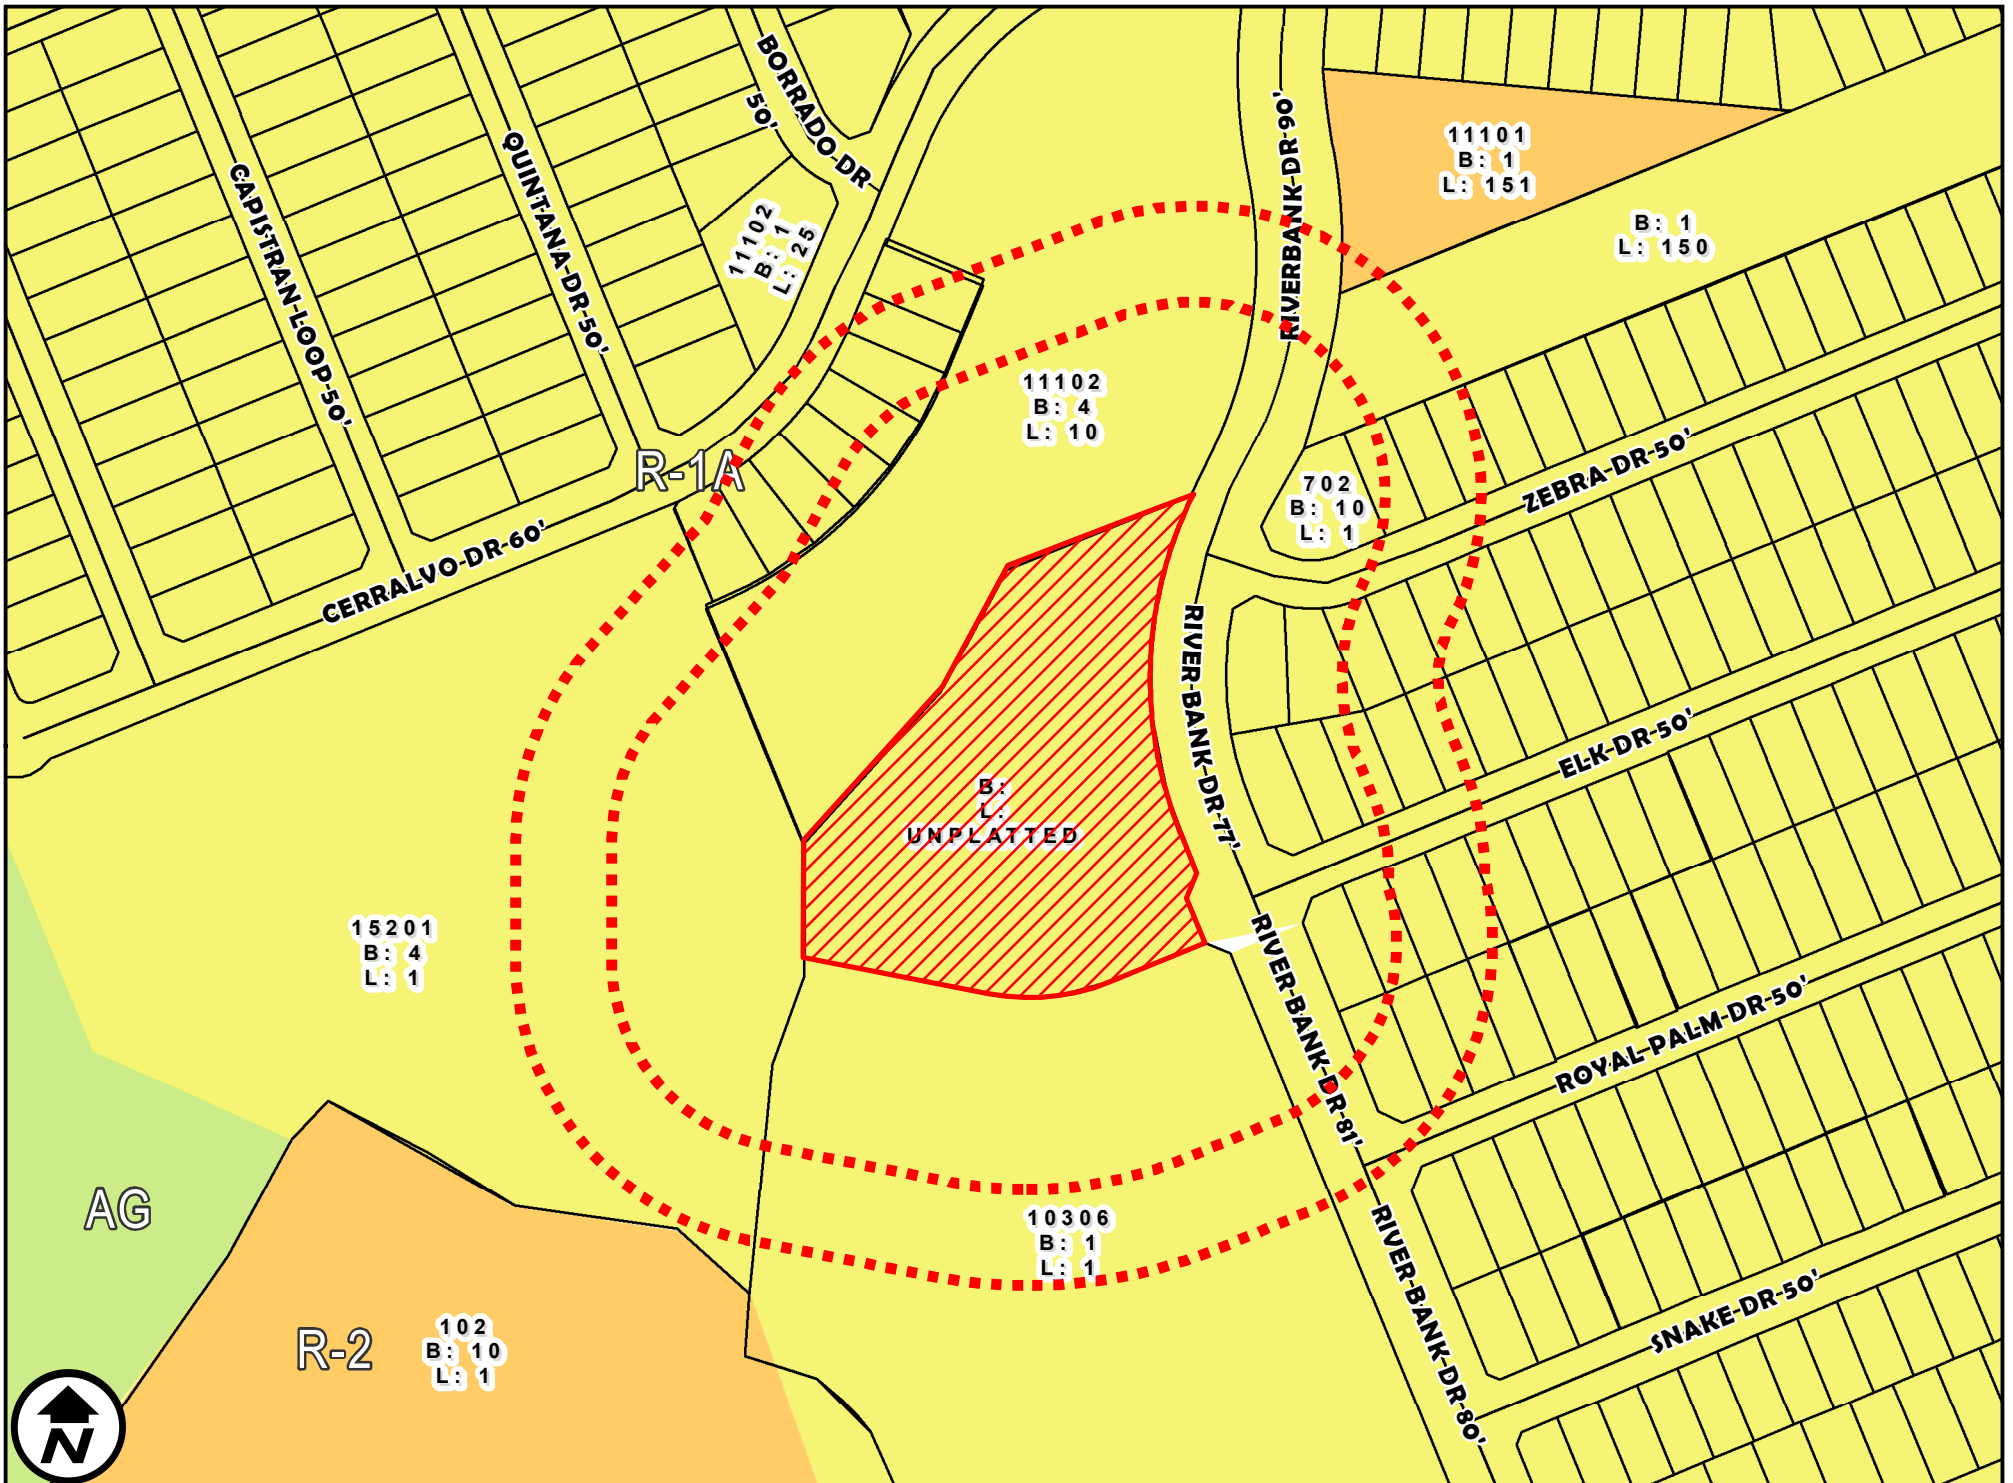 BORRADO-DR
50'
RIVERBANK-DR-90'
11101
B: 1
L: 151
B: 1
L: 150
CAPISTRAN-LOOP-50'
QUINTANA-DR-50'
11102
B: 1
L: 25
11102
B: 4
L: 10
R-1A
CERRALVO-DR-60'
702
B: 10
L: 1
ZEBRA-DR-50'
RIVER-BANK-DR-77'
ELK-DR-50'
B:
L:
UNPLATTED
15201
B: 4
L: 1
RIVER-BANK-DR-81'
ROYAL-PALM-DR-50'
AG
10306
B: 1
L: 1
RIVER-BANK-DR-80'
SNAKE-DR-50'
R-2
102
B: 10
L: 1
N